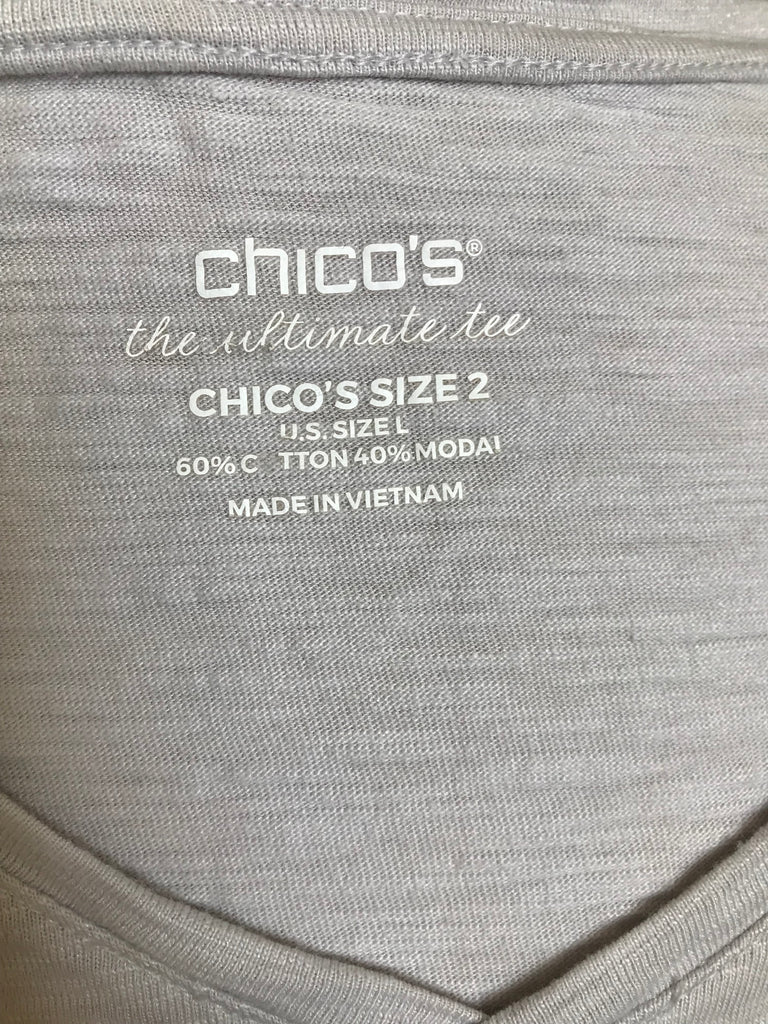 chico's®
the ultimate tee
CHICO'S SIZE 2
U.S. SIZE L
60% C TTON 40% MODAl
MADE IN VIETNAM